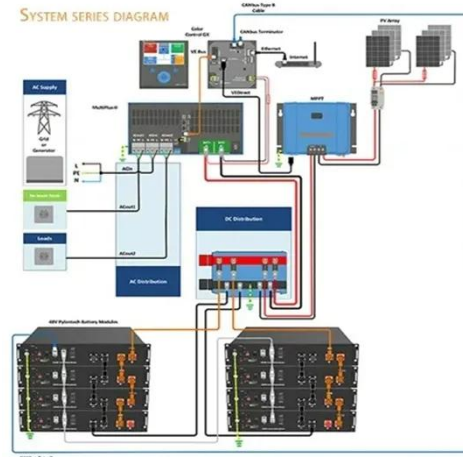 SYSTEM SERIES DIAGRAM
CANbus Type B
Cable
Color
Control GX
CANbus Terminator
PV Array
Ethernet
VE Bus
Internet
VE.Direct
MPPT
AC Supply
MultiPlus-II
Grid
or
Generator
L
PE
N
ACin
ACout1
DC Distribution
Loads
ACout2
AC Distribution
48V Pylontech Battery Modules